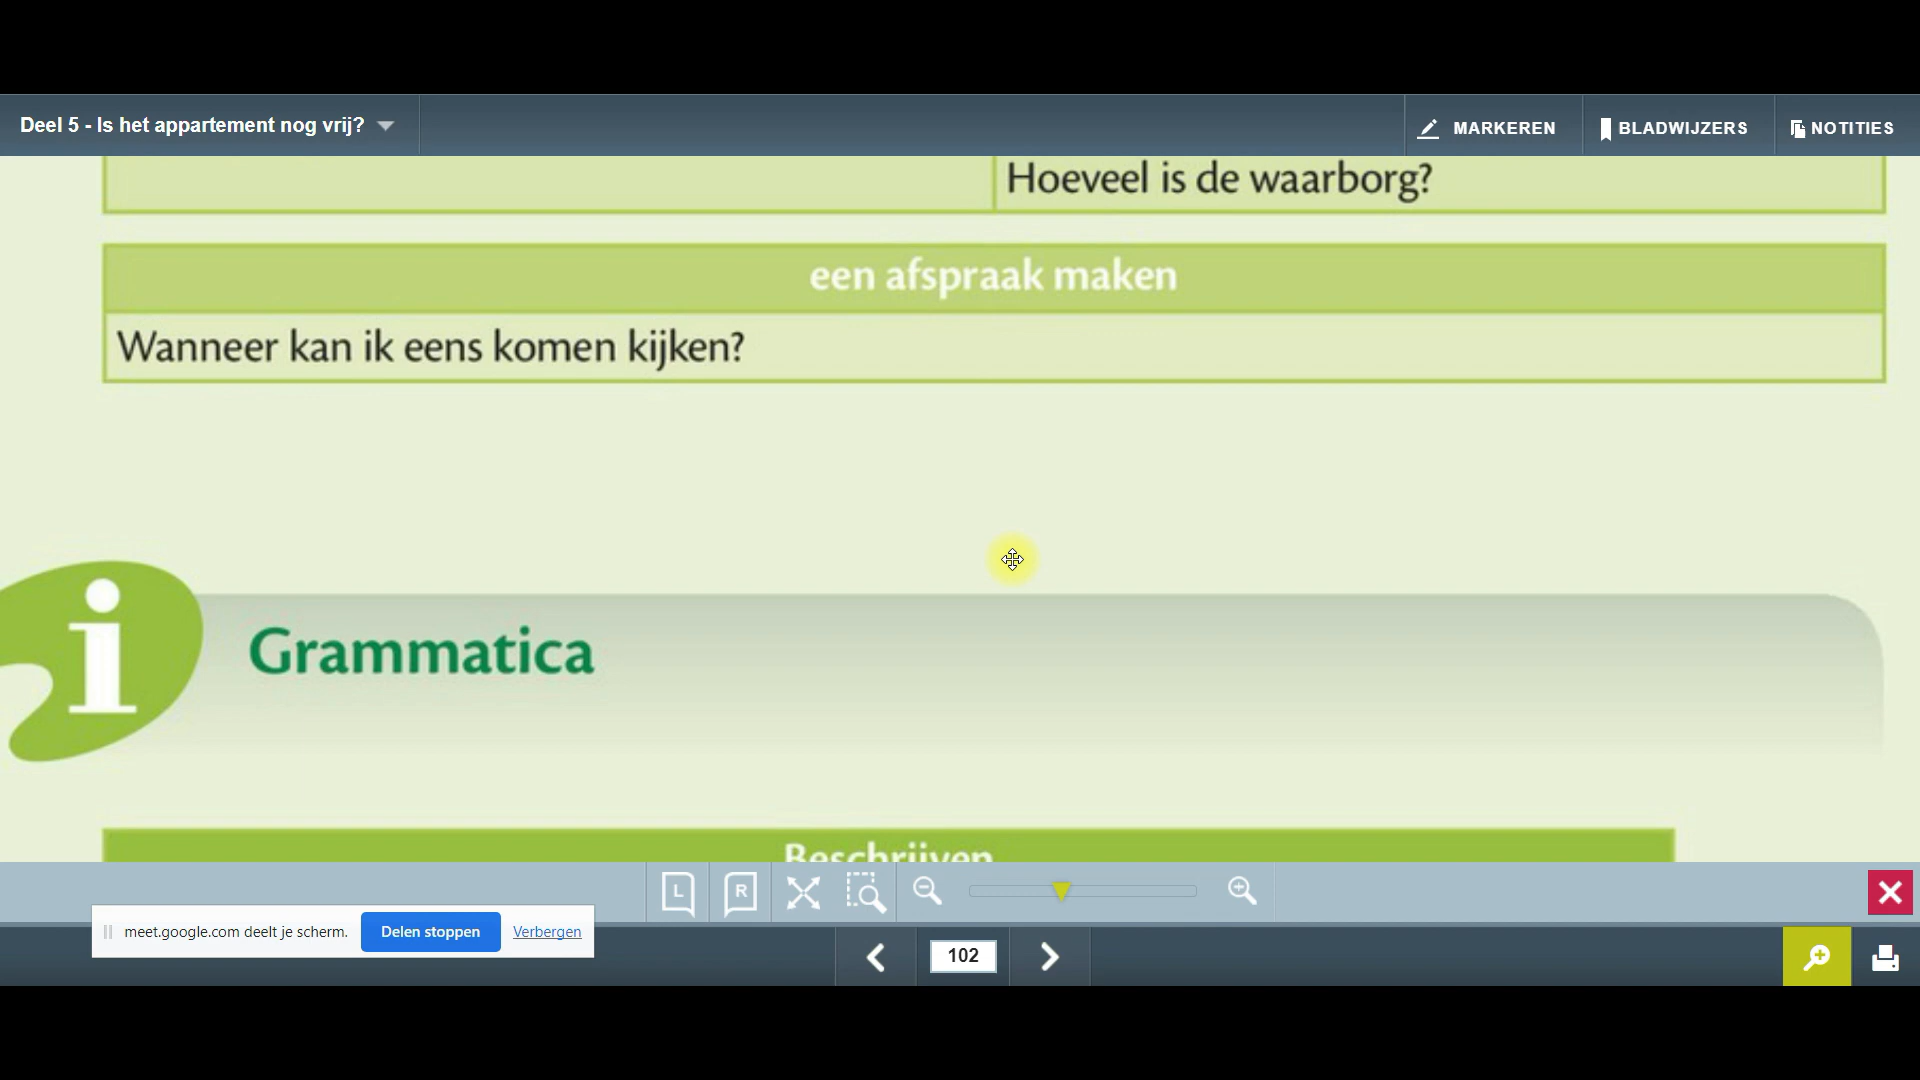 Deel 5 - Is het appartement nog vrij?
MARKEREN
BLADWIJZERS
NOTITIES
Hoeveel is de waarborg?
een afspraak maken
Wanneer kan ik eens komen kijken?
i
Grammatica
Beschrijven
L
R
meet.google.com deelt je scherm.
Delen stoppen
Verbergen
102